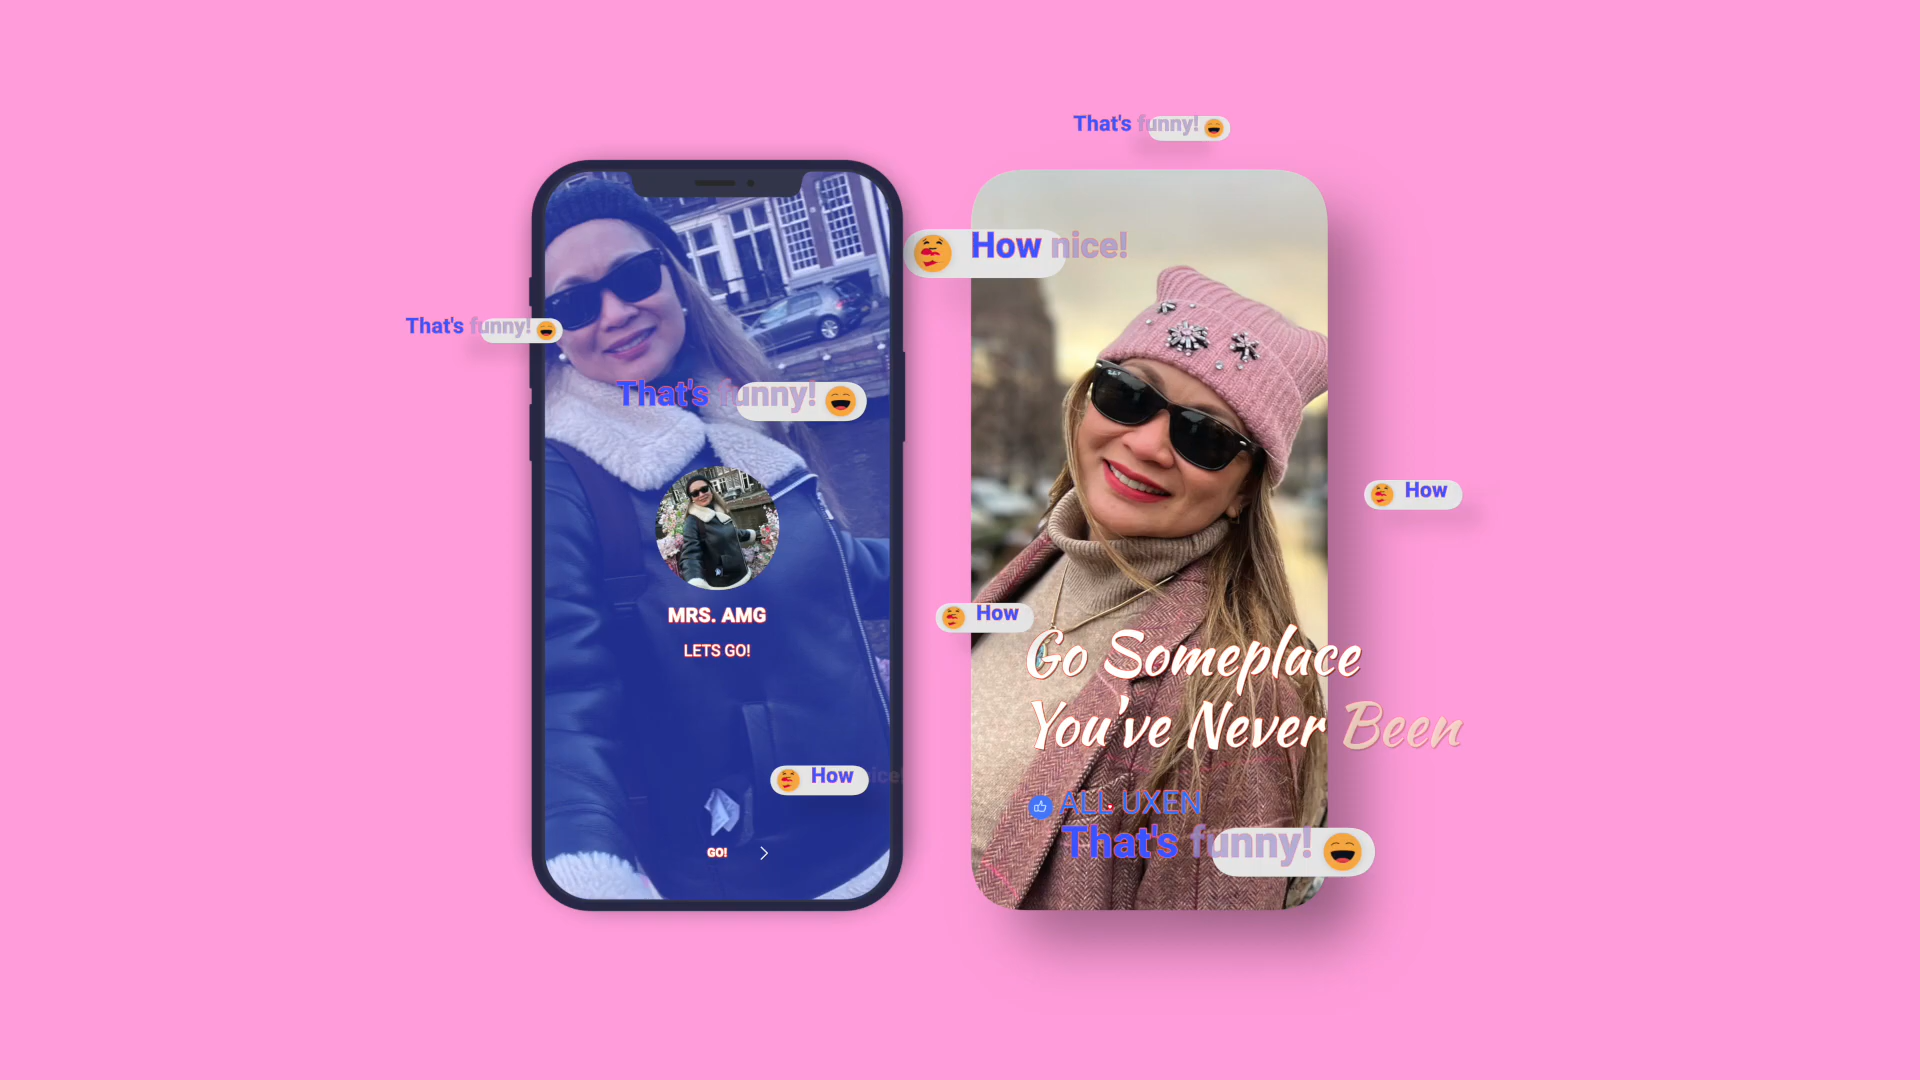 That's funny!
How nice!
That's funny!
That's funny!
How
MRS. AMG
How
LETS GO!
Go Someplace
You've Never Been
How nice!
ALL UXEN
That's funny!
GO!